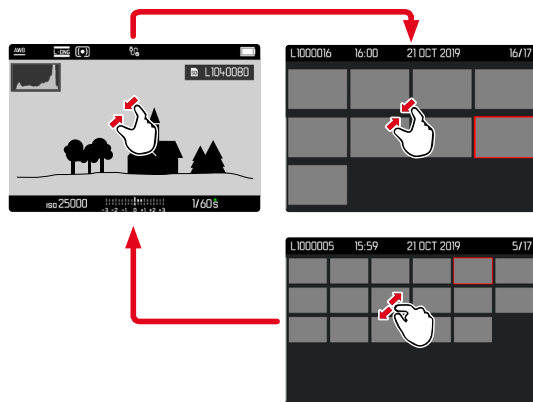 AWB L-DNG
L1040080
ISO 25000 -3 -2 -1 0 +1 +2 +3 1/60s
L1000016 16:00 21 OCT 2019 16/17
L1000005 15:59 21 OCT 2019 5/17